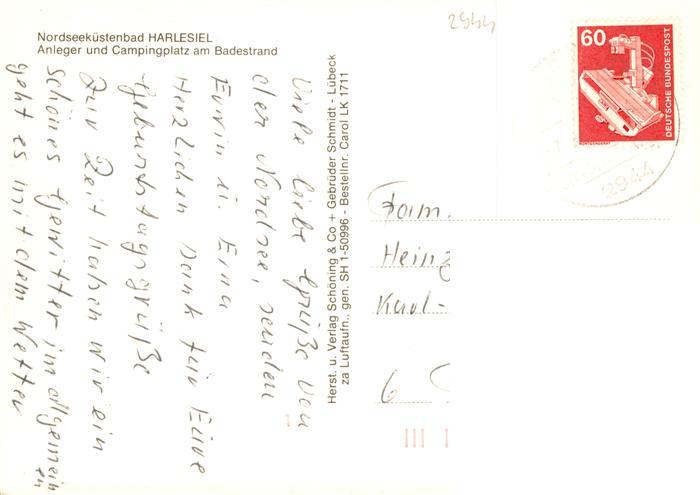 Nordseeküstenbad HARLESIEL
Anleger und Campingplatz am Badestrand
2944
60
DEUTSCHE BUNDESPOST
RÖNTGENGERÄT
2944
Viele liebe Grüße von
der Nordsee, senden
Erwin u. Erna
Herzlichen Dank für Eure
Geburtstagsgrüße
Zur Zeit haben wir ein
schönes Gewitter im allgemein
en
geht es mit dem Wetter
Herst. u. Verlag Schöning & Co + Gebrüder Schmidt - Lübeck
za Luftaufn., gen. SH 1-50996 - Bestellnr. Carol LK 1711
Fam.
Heinz
Karl-
6